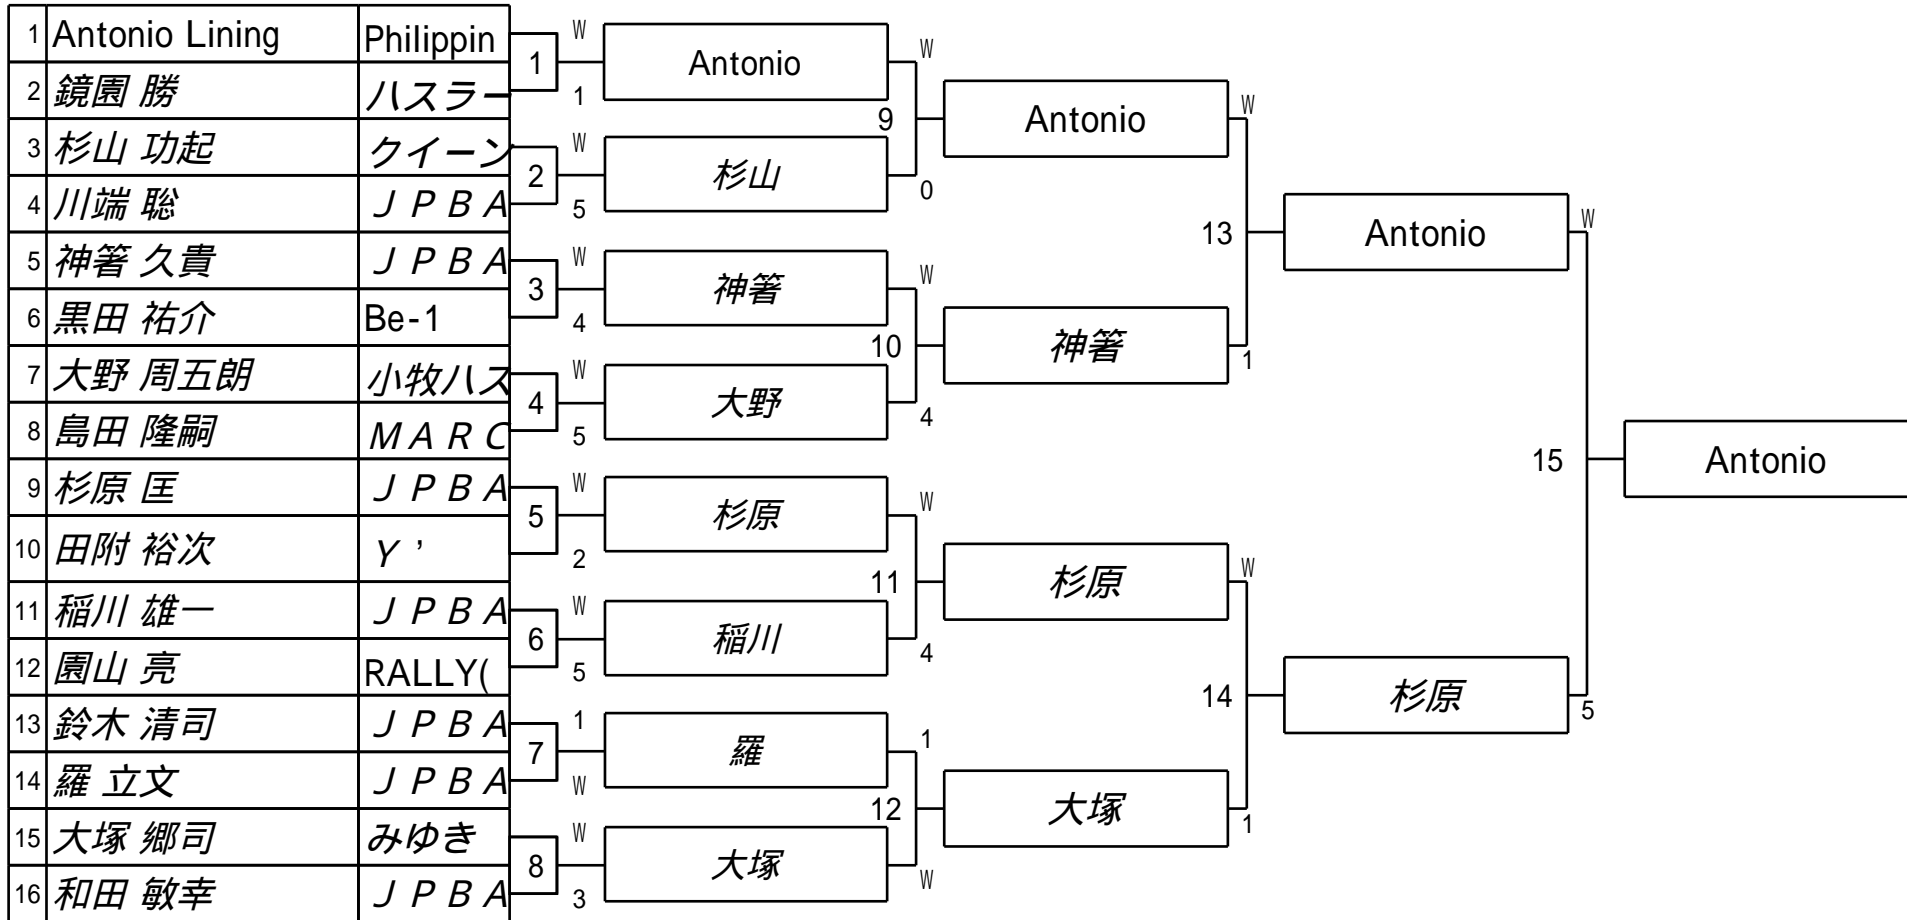 1 Antonio Lining Philippin
2 鏡園 勝 ハスラー
3 杉山 功起 クイーン
4 川端 聡 ＪＰＢＡ
5 神箸 久貴 ＪＰＢＡ
6 黒田 祐介 Be-1
7 大野 周五朗 小牧ハス
8 島田 隆嗣 ＭＡＲＣ
9 杉原 匡 ＪＰＢＡ
10 田附 裕次 Ｙ’
11 稲川 雄一 ＪＰＢＡ
12 園山 亮 RALLY(
13 鈴木 清司 ＪＰＢＡ
14 羅 立文 ＪＰＢＡ
15 大塚 郷司 みゆき
16 和田 敏幸 ＪＰＢＡ
1 W 1
2 W 5
3 W 4
4 W 5
5 W 2
6 W 5
7 1 W
8 W 3
Antonio W
9
杉山 0
神箸 W
10
大野 4
杉原 W
11
稲川 4
羅 1
12
大塚 W
Antonio W
13
神箸 1
杉原 W
14
大塚 1
Antonio W
15
杉原 5
Antonio